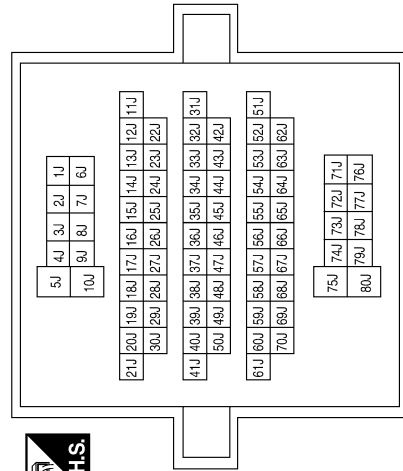 5J 4J 3J 2J 1J
10J 9J 8J 7J 6J
21J 20J 19J 18J 17J 16J 15J 14J 13J 12J 11J
30J 29J 28J 27J 26J 25J 24J 23J 22J
41J 40J 39J 38J 37J 36J 35J 34J 33J 32J 31J
50J 49J 48J 47J 46J 45J 44J 43J 42J
61J 60J 59J 58J 57J 56J 55J 54J 53J 52J 51J
70J 69J 68J 67J 66J 65J 64J 63J 62J
75J 74J 73J 72J 71J
80J 79J 78J 77J 76J
H.S.